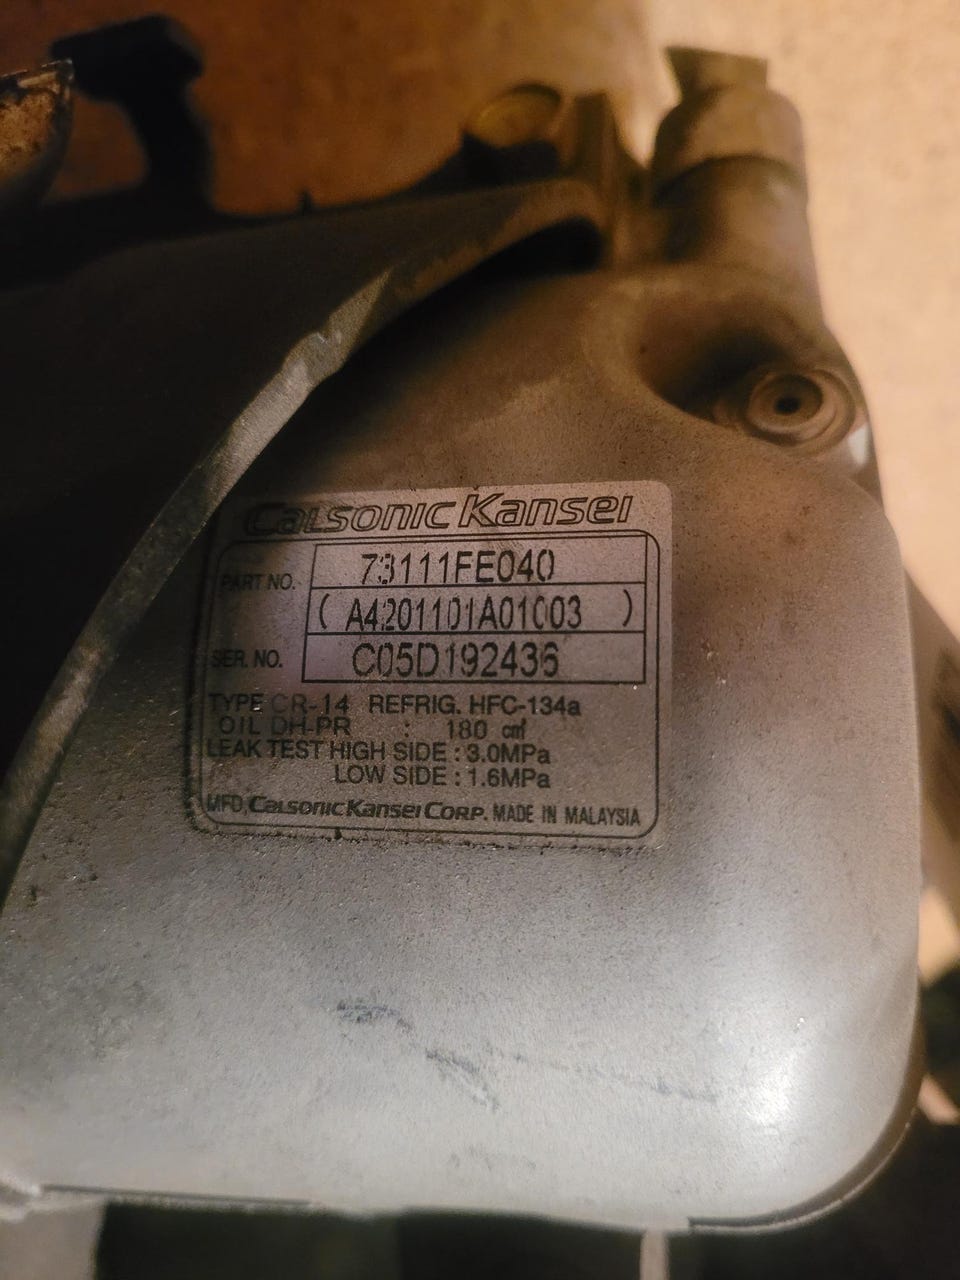 Calsonic Kansei
PART NO. 73111FE040
( A4201101A01003 )
SER. NO. C05D192436
TYPE CR-14 REFRIG. HFC-134a
OIL DH-PR : 180 cm³
LEAK TEST HIGH SIDE : 3.0MPa
LOW SIDE : 1.6MPa
MFD. Calsonic Kansei Corp. MADE IN MALAYSIA